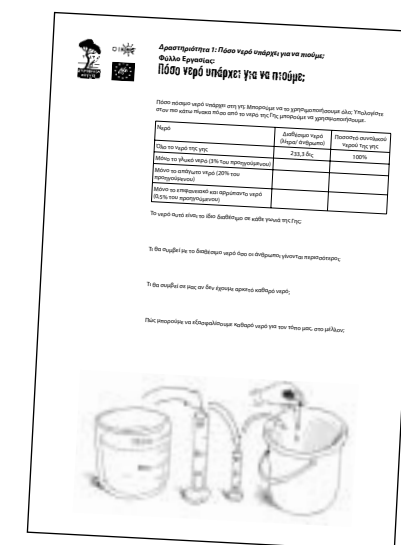 Δραστηριότητα 1: Πόσο νερό υπάρχει για να πιούμε;
Φύλλο Εργασίας:
Πόσο νερό υπάρχει για να πιούμε;
Πόσο πόσιμο νερό υπάρχει στη γη; Μπορούμε να το χρησιμοποιήσουμε όλο; Υπολογίστε
στον πιο κάτω πίνακα πόσο από το νερό της Γης μπορούμε να χρησιμοποιήσουμε.
Νερό
Διαθέσιμο νερό
(λίτρα/ άνθρωπο)
Ποσοστό συνολικού
νερού της γης
Όλο το νερό της γης
233,3 δις
100%
Μόνο το γλυκό νερό (3% του προηγούμενου)
Μόνο το απάγωτο νερό (20% του
προηγούμενου)
Μόνο το επιφανειακό και αρρύπαντο νερό
(0,5% του προηγούμενου)
Το νερό αυτό είναι το ίδιο διαθέσιμο σε κάθε γωνιά της Γης;
Τι θα συμβεί με το διαθέσιμο νερό όσο οι άνθρωποι γίνονται περισσότεροι;
Τι θα συμβεί σε μας αν δεν έχουμε αρκετό καθαρό νερό;
Πώς μπορούμε να εξασφαλίσουμε καθαρό νερό για τον τόπο μας, στο μέλλον;